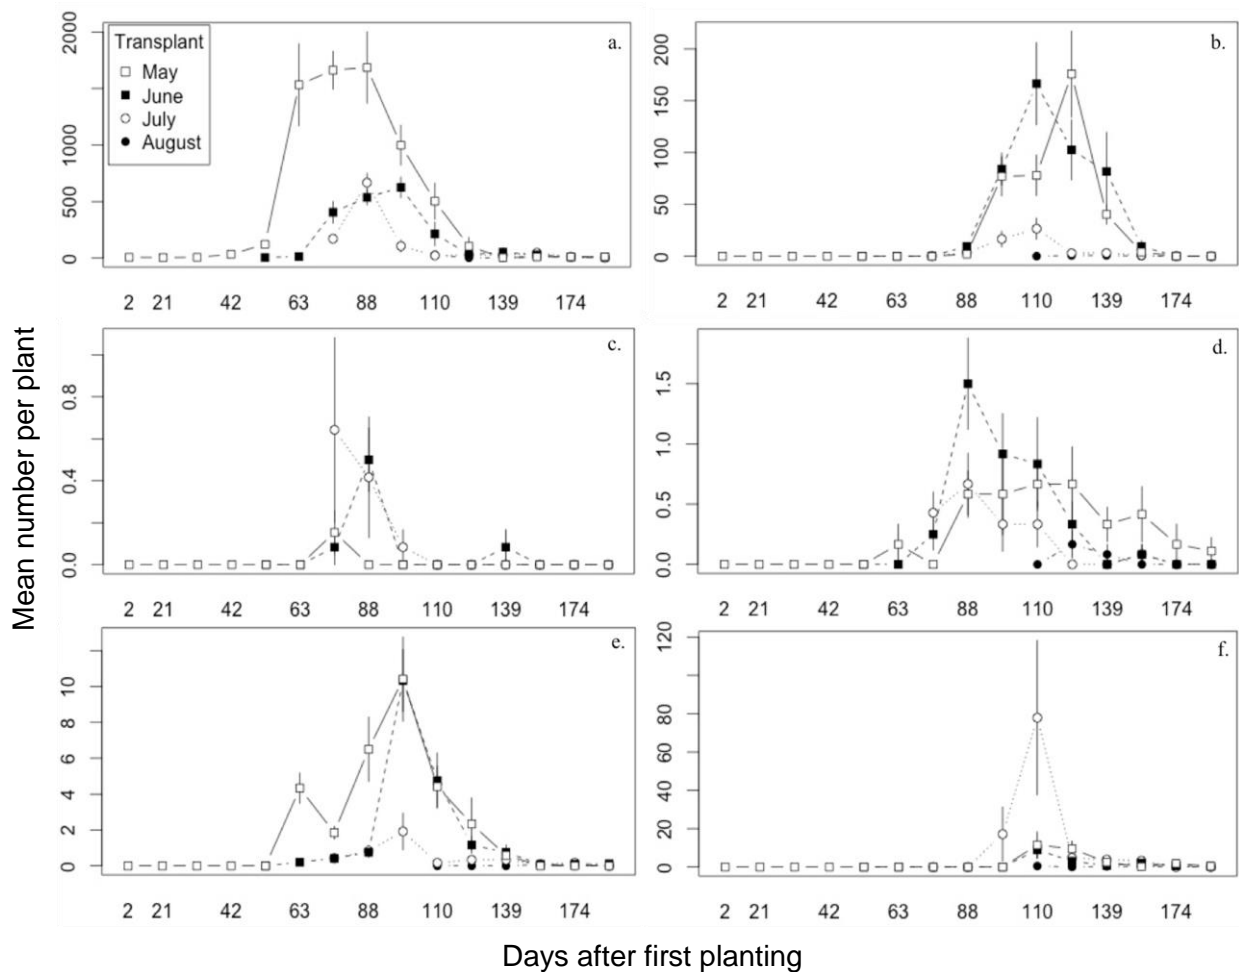 2000
1000
500
0
Transplant
May
June
July
August
a.
2 21 42 63 88 110 139 174
200
150
100
50
0
b.
2 21 42 63 88 110 139 174
0.8
0.4
0.0
c.
2 21 42 63 88 110 139 174
1.5
1.0
0.5
0.0
d.
2 21 42 63 88 110 139 174
10
8
6
4
2
0
e.
2 21 42 63 88 110 139 174
120
80
60
40
20
0
f.
2 21 42 63 88 110 139 174
Mean number per plant
Days after first planting